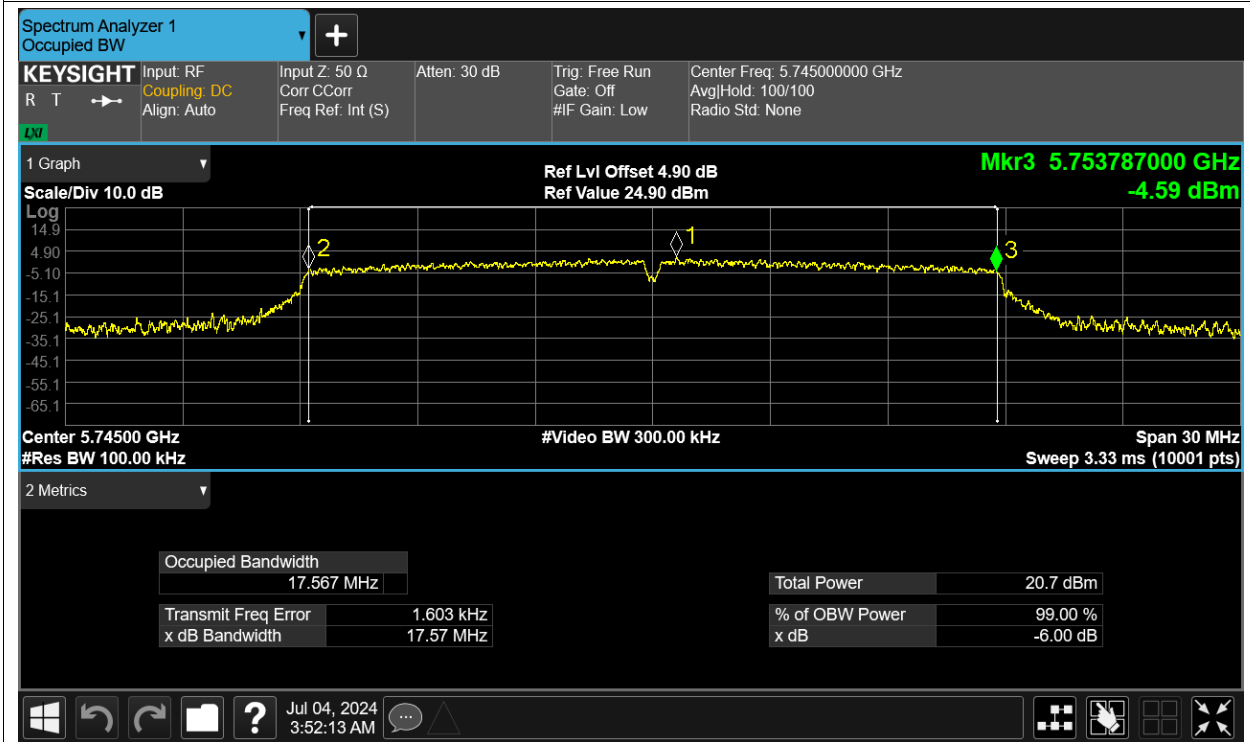 Spectrum Analyzer 1
Occupied BW
+
KEYSIGHT Input: RF Input Z: 50 Ω Atten: 30 dB Trig: Free Run Center Freq: 5.745000000 GHz
R T Coupling: DC Corr CCorr Gate: Off Avg|Hold: 100/100
Align: Auto Freq Ref: Int (S) #IF Gain: Low Radio Std: None
LXI
1 Graph Ref Lvl Offset 4.90 dB Mkr3 5.753787000 GHz
Scale/Div 10.0 dB Ref Value 24.90 dBm -4.59 dBm
Log
14.9
4.90
-5.10
-15.1
-25.1
-35.1
-45.1
-55.1
-65.1
2 1 3
Center 5.74500 GHz #Video BW 300.00 kHz Span 30 MHz
#Res BW 100.00 kHz Sweep 3.33 ms (10001 pts)
2 Metrics
Occupied Bandwidth
17.567 MHz Total Power 20.7 dBm
Transmit Freq Error 1.603 kHz % of OBW Power 99.00 %
x dB Bandwidth 17.57 MHz x dB -6.00 dB
? Jul 04, 2024
3:52:13 AM